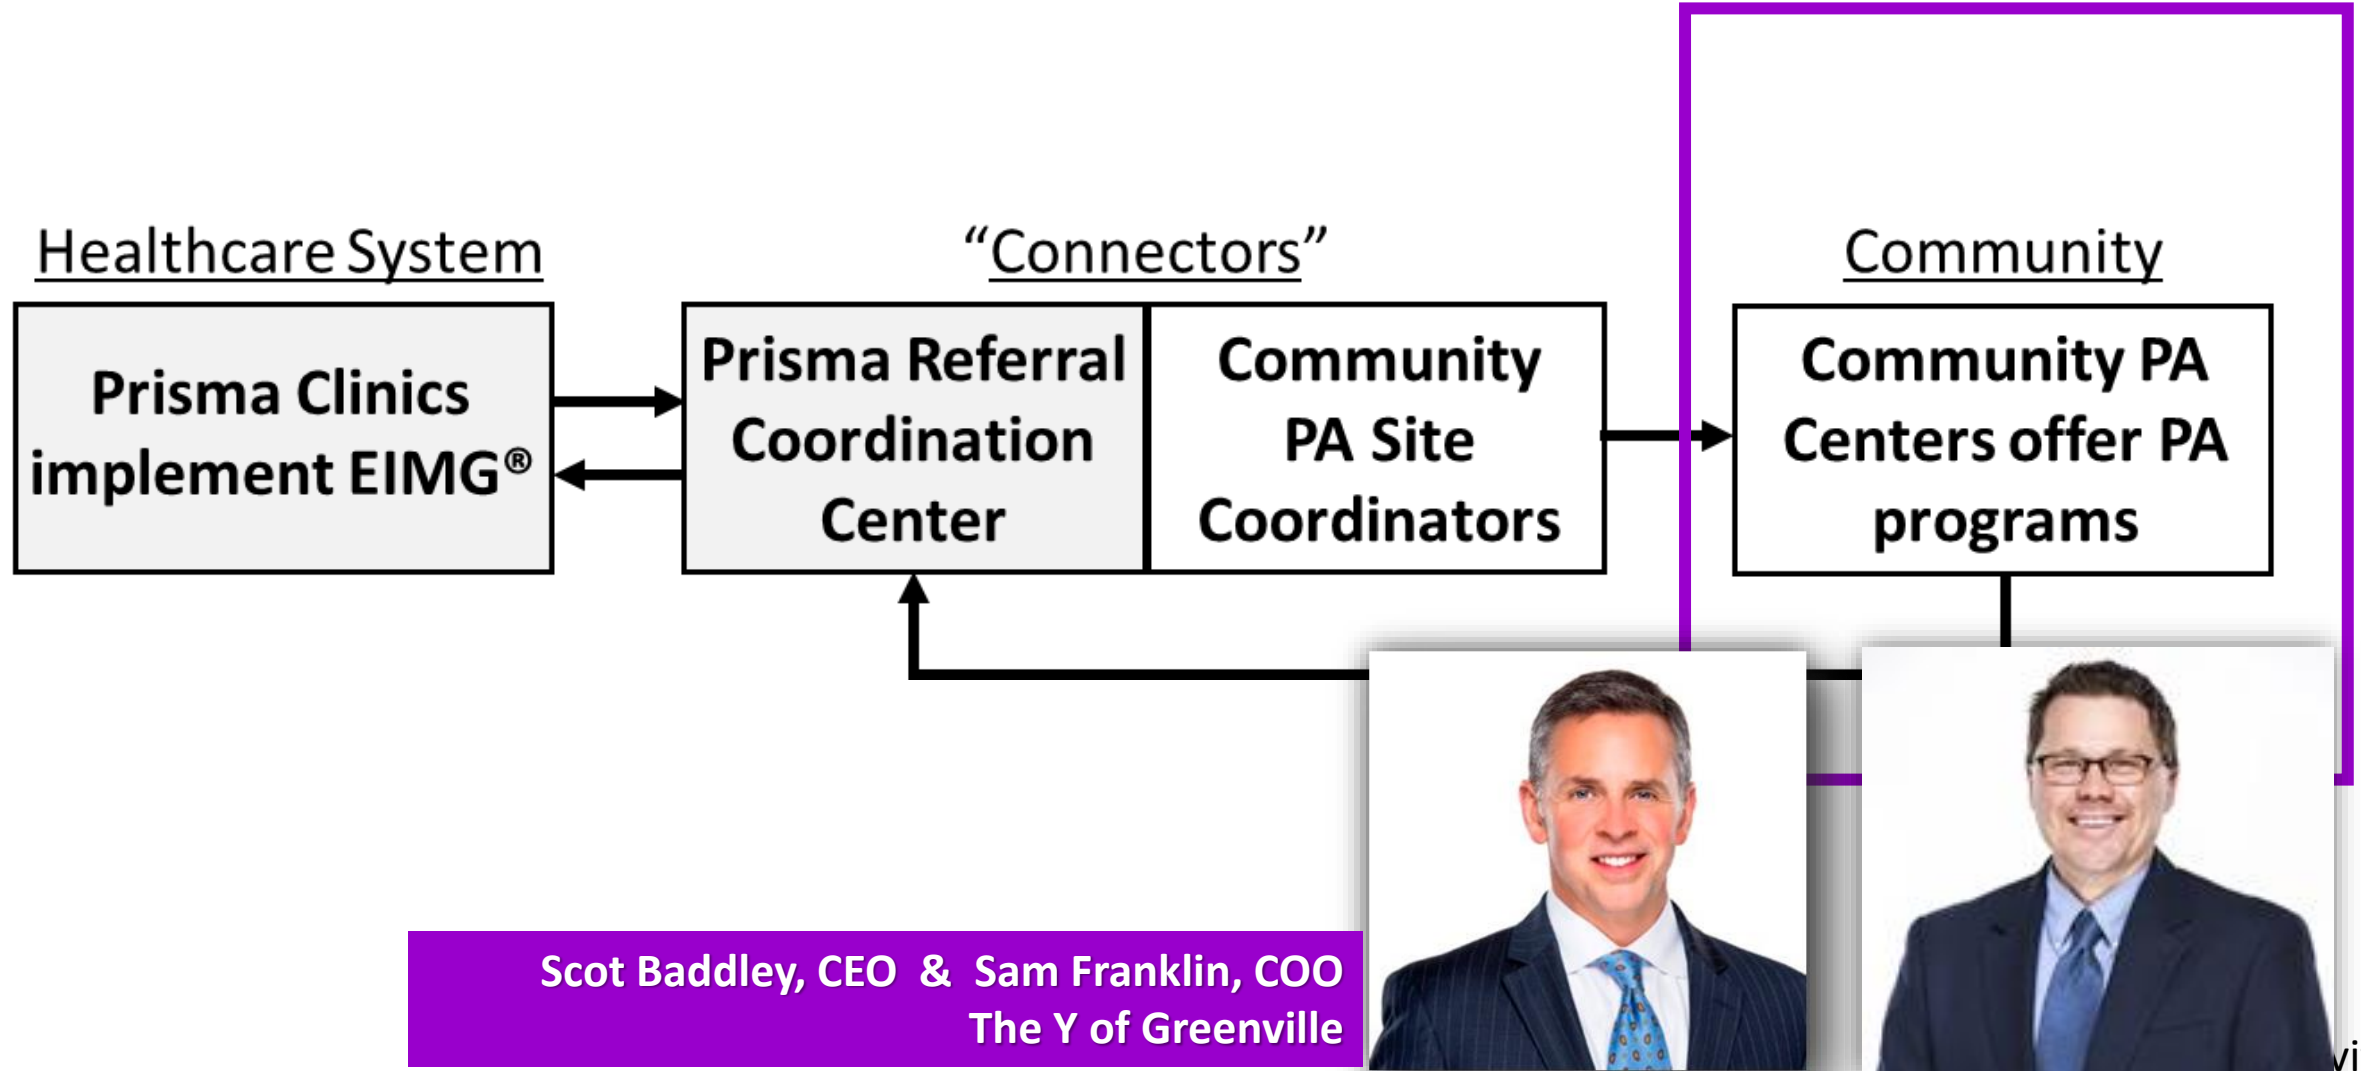 Healthcare System
“Connectors”
Community
Prisma Clinics
implement EIMG®
Prisma Referral
Coordination
Center
Community
PA Site
Coordinators
Community PA
Centers offer PA
programs
Scot Baddley, CEO & Sam Franklin, COO
The Y of Greenville